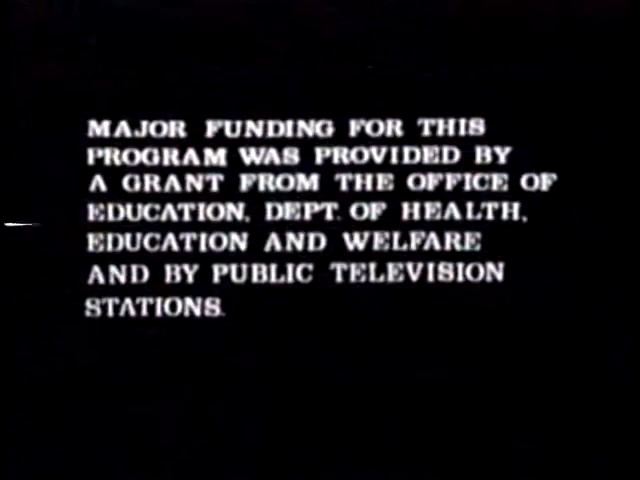 MAJOR FUNDING FOR THIS
PROGRAM WAS PROVIDED BY
A GRANT FROM THE OFFICE OF
EDUCATION, DEPT. OF HEALTH,
EDUCATION AND WELFARE
AND BY PUBLIC TELEVISION
STATIONS.